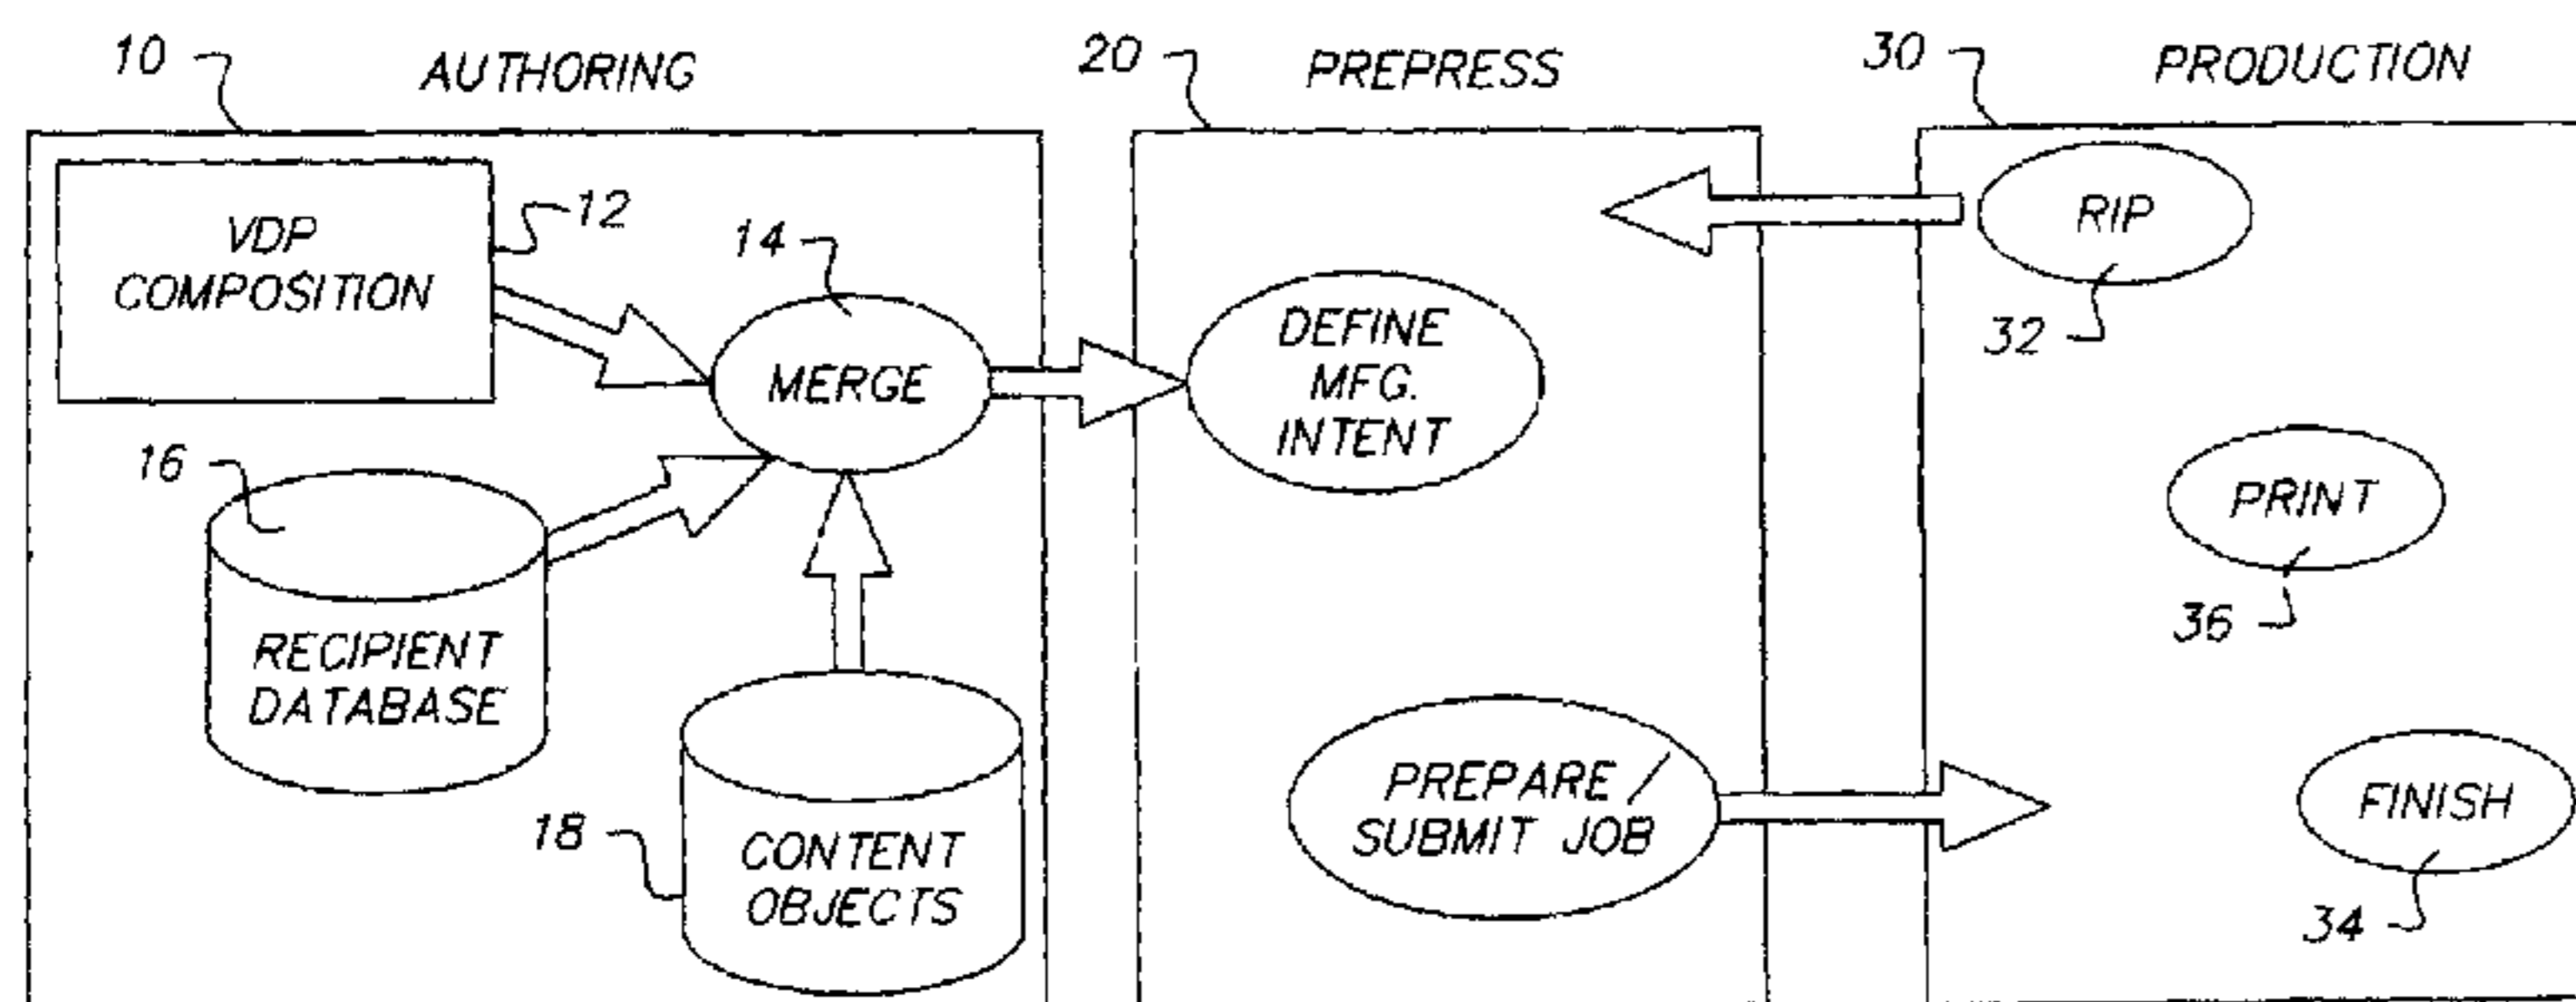 10
AUTHORING
20
PREPRESS
30
PRODUCTION
VDP
COMPOSITION
12
14
MERGE
16
RECIPIENT
DATABASE
18
CONTENT
OBJECTS
DEFINE
MFG.
INTENT
PREPARE /
SUBMIT JOB
RIP
32
PRINT
36
FINISH
34